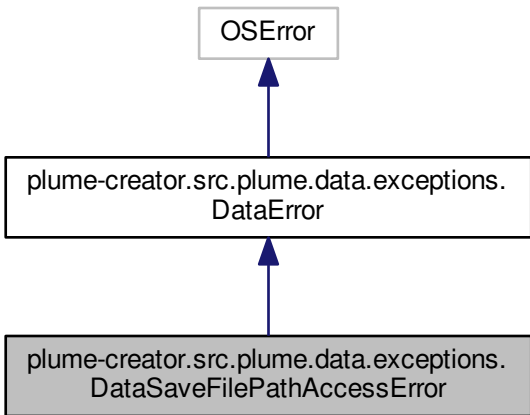 OSError
plume-creator.src.plume.data.exceptions.
DataError
plume-creator.src.plume.data.exceptions.
DataSaveFilePathAccessError